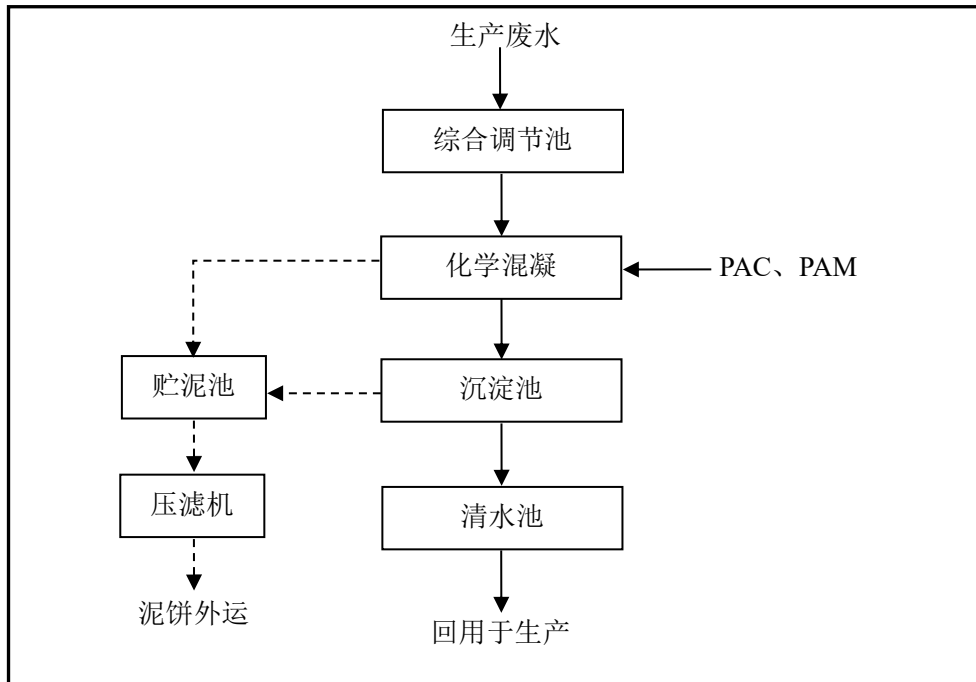 生产废水
综合调节池
化学混凝
PAC、PAM
贮泥池
沉淀池
压滤机
清水池
泥饼外运
回用于生产